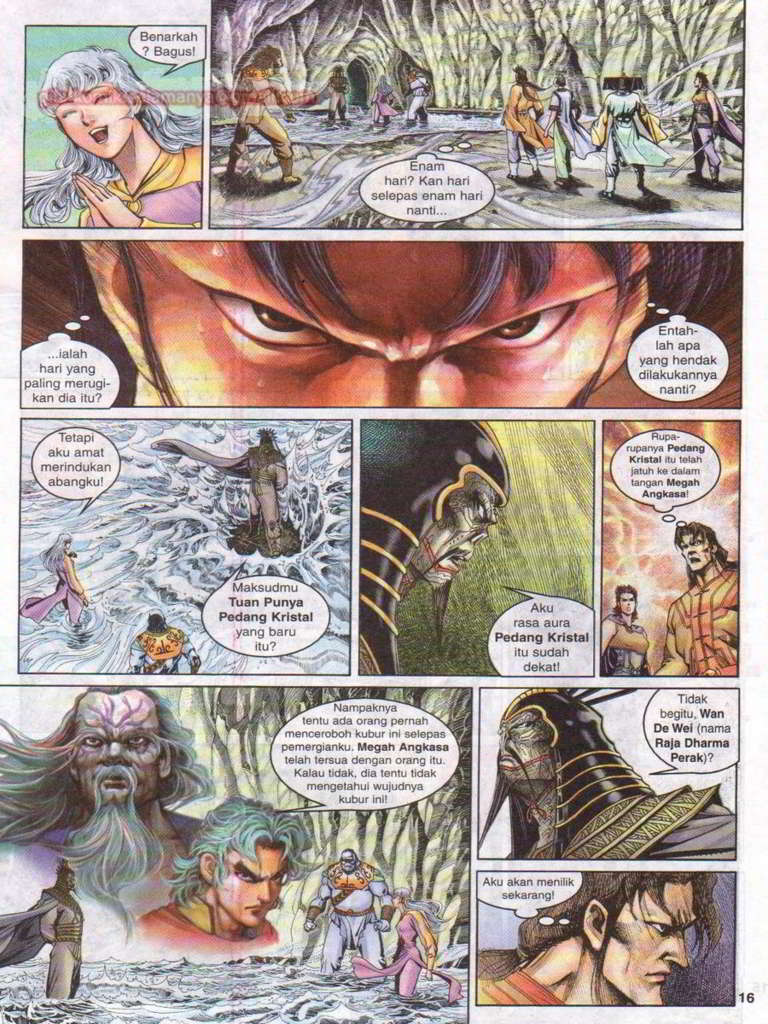 Benarkah
? Bagus!
Enam
hari? Kan hari
selepas enam hari
nanti...
...ialah
hari yang
paling merugi-
kan dia itu?
Entah-
lah apa
yang hendak
dilakukannya
nanti?
Tetapi
aku amat
merindukan
abangku!
Maksudmu
Tuan Punya
Pedang Kristal
yang baru
itu?
Aku
rasa aura
Pedang Kristal
itu sudah
dekat!
Rupa-
rupanya Pedang
Kristal itu telah
jatuh ke dalam
tangan Megah
Angkasa!
Nampaknya
tentu ada orang pernah
menceroboh kubur ini selepas
pemergianku. Megah Angkasa
telah tersua dengan orang itu.
Kalau tidak, dia tentu tidak
mengetahui wujudnya
kubur ini!
Tidak
begitu, Wan
De Wei (nama
Raja Dharma
Perak)?
Aku akan menilik
sekarang!
16